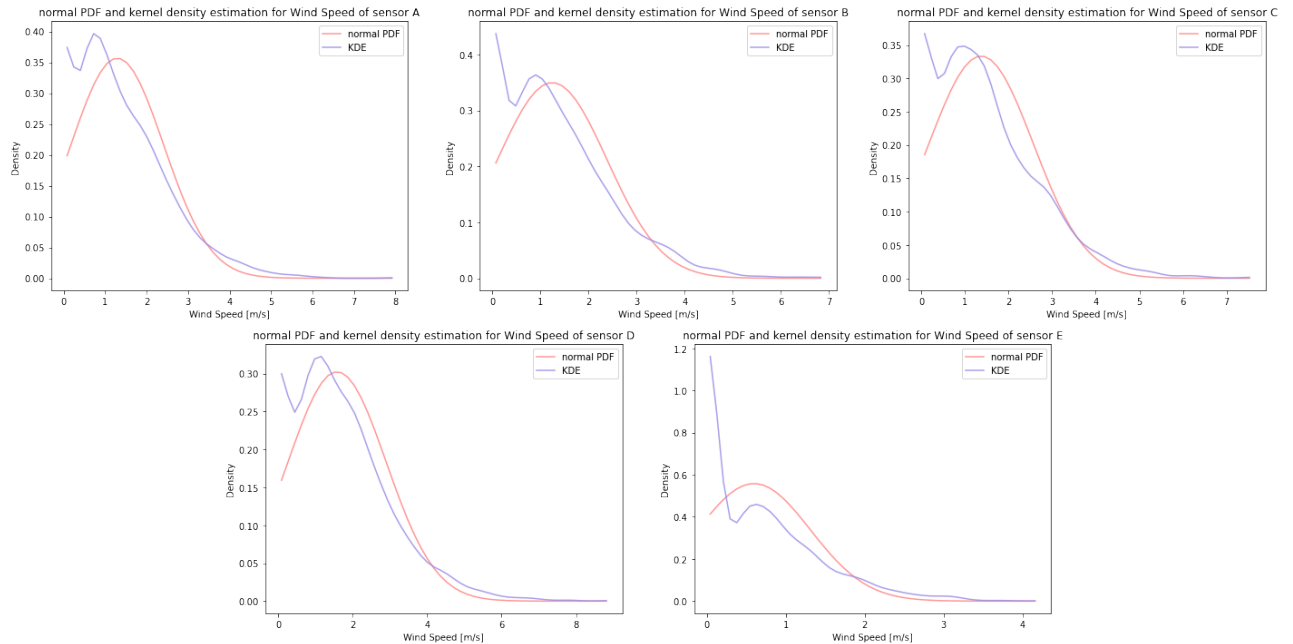 normal PDF and kernel density estimation for Wind Speed of sensor A
0.40
0.35
0.30
0.25
0.20
0.15
0.10
0.05
0.00
Density
normal PDF
KDE
0 1 2 3 4 5 6 7 8
Wind Speed [m/s]
normal PDF and kernel density estimation for Wind Speed of sensor B
0.4
0.3
0.2
0.1
0.0
Density
normal PDF
KDE
0 1 2 3 4 5 6 7
Wind Speed [m/s]
normal PDF and kernel density estimation for Wind Speed of sensor C
0.35
0.30
0.25
0.20
0.15
0.10
0.05
0.00
Density
normal PDF
KDE
0 1 2 3 4 5 6 7
Wind Speed [m/s]
normal PDF and kernel density estimation for Wind Speed of sensor D
0.30
0.25
0.20
0.15
0.10
0.05
0.00
Density
normal PDF
KDE
0 2 4 6 8
Wind Speed [m/s]
normal PDF and kernel density estimation for Wind Speed of sensor E
1.2
1.0
0.8
0.6
0.4
0.2
0.0
Density
normal PDF
KDE
0 1 2 3 4
Wind Speed [m/s]